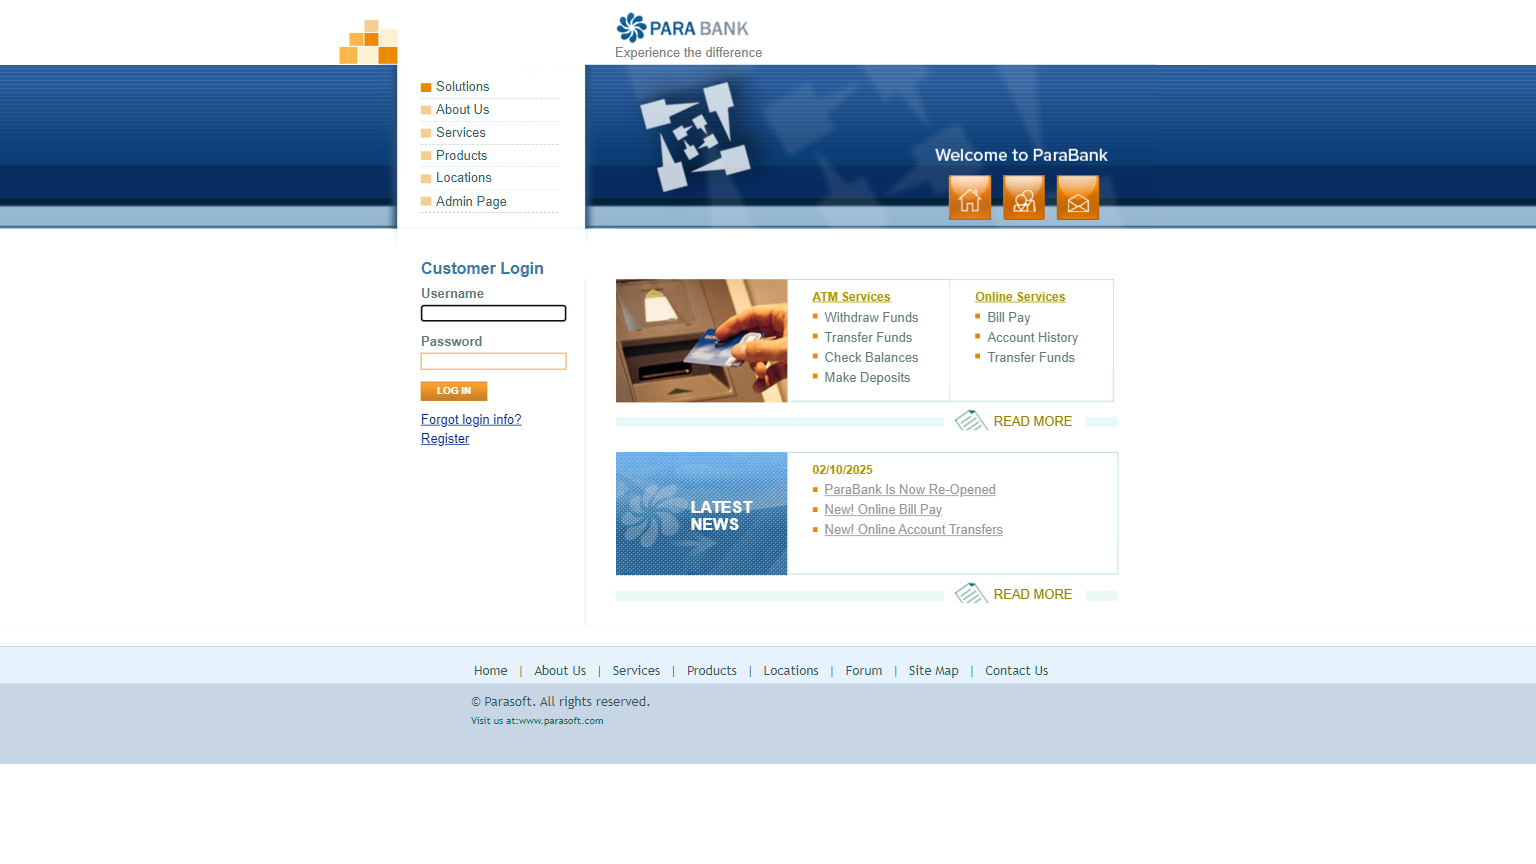 PARA BANK
Experience the difference
Solutions
About Us
Services
Products
Locations
Admin Page
Welcome to ParaBank
Customer Login
Username
Password
LOG IN
Forgot login info?
Register
ATM Services
Withdraw Funds
Transfer Funds
Check Balances
Make Deposits
Online Services
Bill Pay
Account History
Transfer Funds
READ MORE
LATEST
NEWS
02/10/2025
ParaBank Is Now Re-Opened
New! Online Bill Pay
New! Online Account Transfers
READ MORE
Home | About Us | Services | Products | Locations | Forum | Site Map | Contact Us
© Parasoft. All rights reserved.
Visit us at:www.parasoft.com